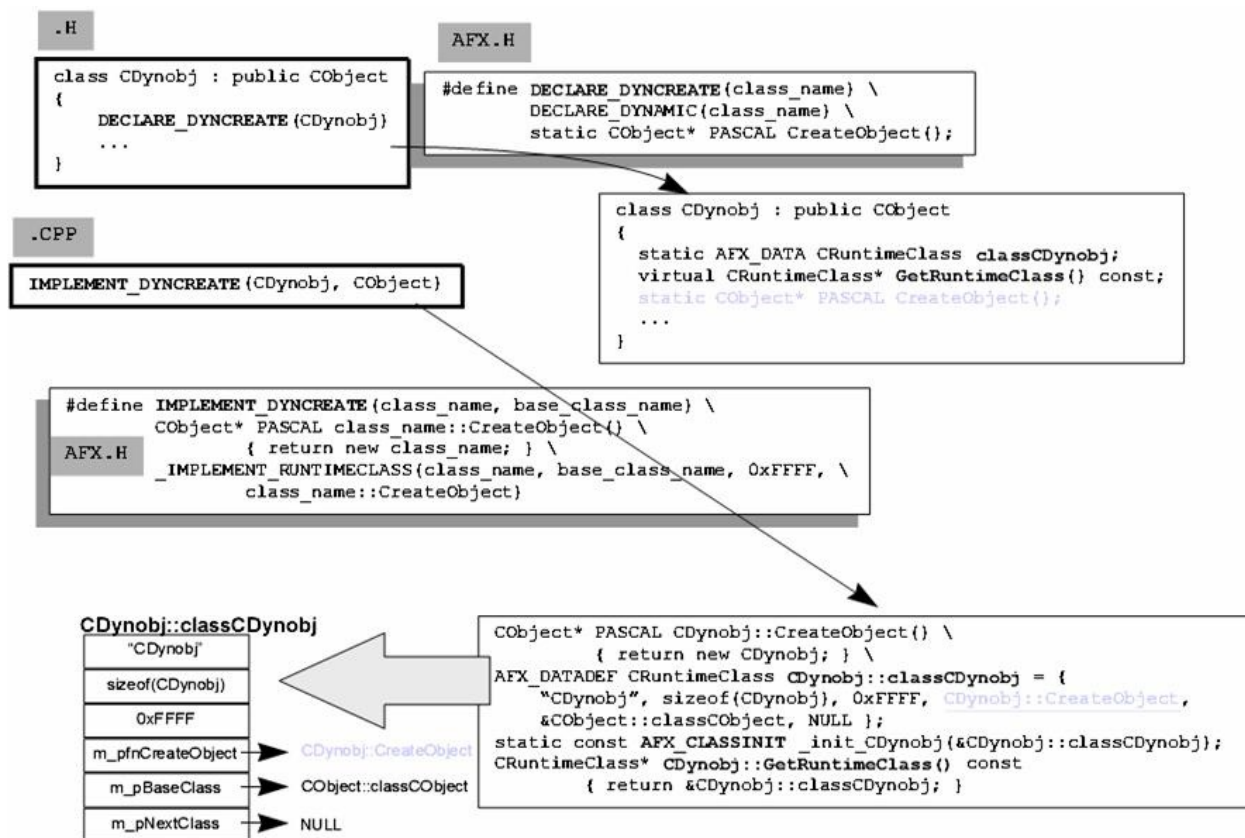 .H
class CDynobj : public CObject
{
DECLARE_DYNCREATE(CDynobj)
...
}
AFX.H
#define DECLARE_DYNCREATE(class_name) \
DECLARE_DYNAMIC(class_name) \
static CObject* PASCAL CreateObject();
class CDynobj : public CObject
{
static AFX_DATA CRuntimeClass classCDynobj;
virtual CRuntimeClass* GetRuntimeClass() const;
static CObject* PASCAL CreateObject();
...
}
.CPP
IMPLEMENT_DYNCREATE(CDynobj, CObject)
#define IMPLEMENT_DYNCREATE(class_name, base_class_name) \
CObject* PASCAL class_name::CreateObject() \
{ return new class_name; } \
AFX.H
_IMPLEMENT_RUNTIMECLASS(class_name, base_class_name, 0xFFFF, \
class_name::CreateObject)
CDynobj::classCDynobj
"CDynobj"
sizeof(CDynobj)
0xFFFF
m_pfnCreateObject
CDynobj::CreateObject
m_pBaseClass
CObject::classCObject
m_pNextClass
NULL
CObject* PASCAL CDynobj::CreateObject() \
{ return new CDynobj; } \
AFX_DATADEF CRuntimeClass CDynobj::classCDynobj = {
"CDynobj", sizeof(CDynobj), 0xFFFF, CDynobj::CreateObject,
&CObject::classCObject, NULL };
static const AFX_CLASSINIT _init_CDynobj(&CDynobj::classCDynobj);
CRuntimeClass* CDynobj::GetRuntimeClass() const
{ return &CDynobj::classCDynobj; }